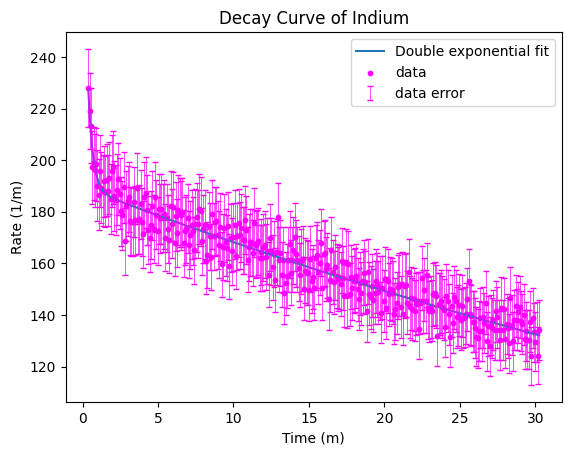 Decay Curve of Indium
Double exponential fit
data
data error
Rate (1/m)
240
220
200
180
160
140
120
0
5
10
15
20
25
30
Time (m)